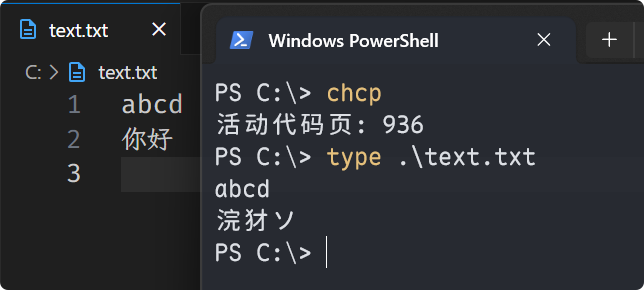 text.txt
C: > text.txt
1 abcd
2 你好
3
Windows PowerShell
PS C:\> chcp
活动代码页: 936
PS C:\> type .\text.txt
abcd
浣犲ソ
PS C:\>